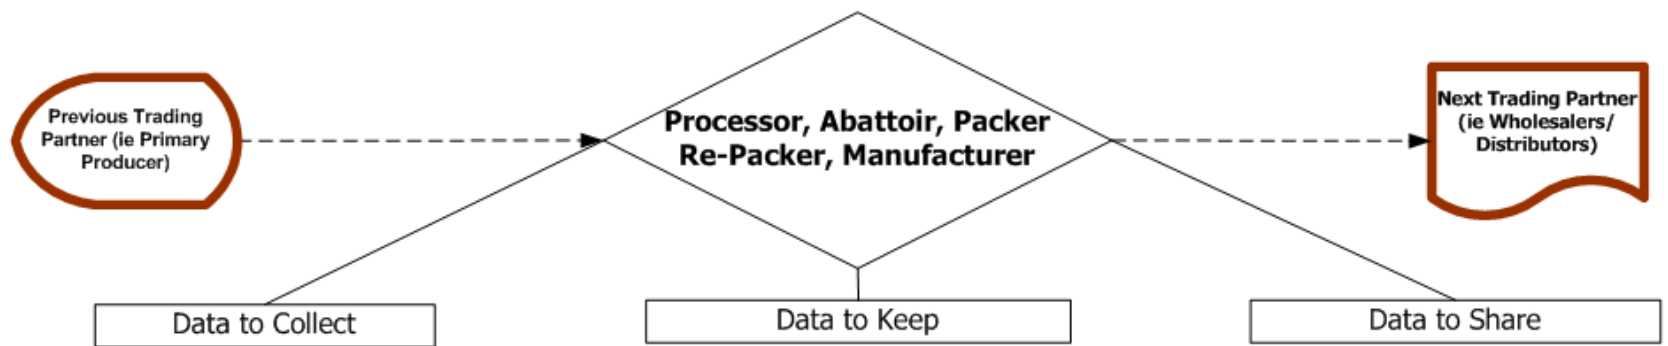 Previous Trading
Partner (ie Primary
Producer)
Processor, Abattoir, Packer
Re-Packer, Manufacturer
Next Trading Partner
(ie Wholesalers/
Distributors)
Data to Collect
Data to Keep
Data to Share